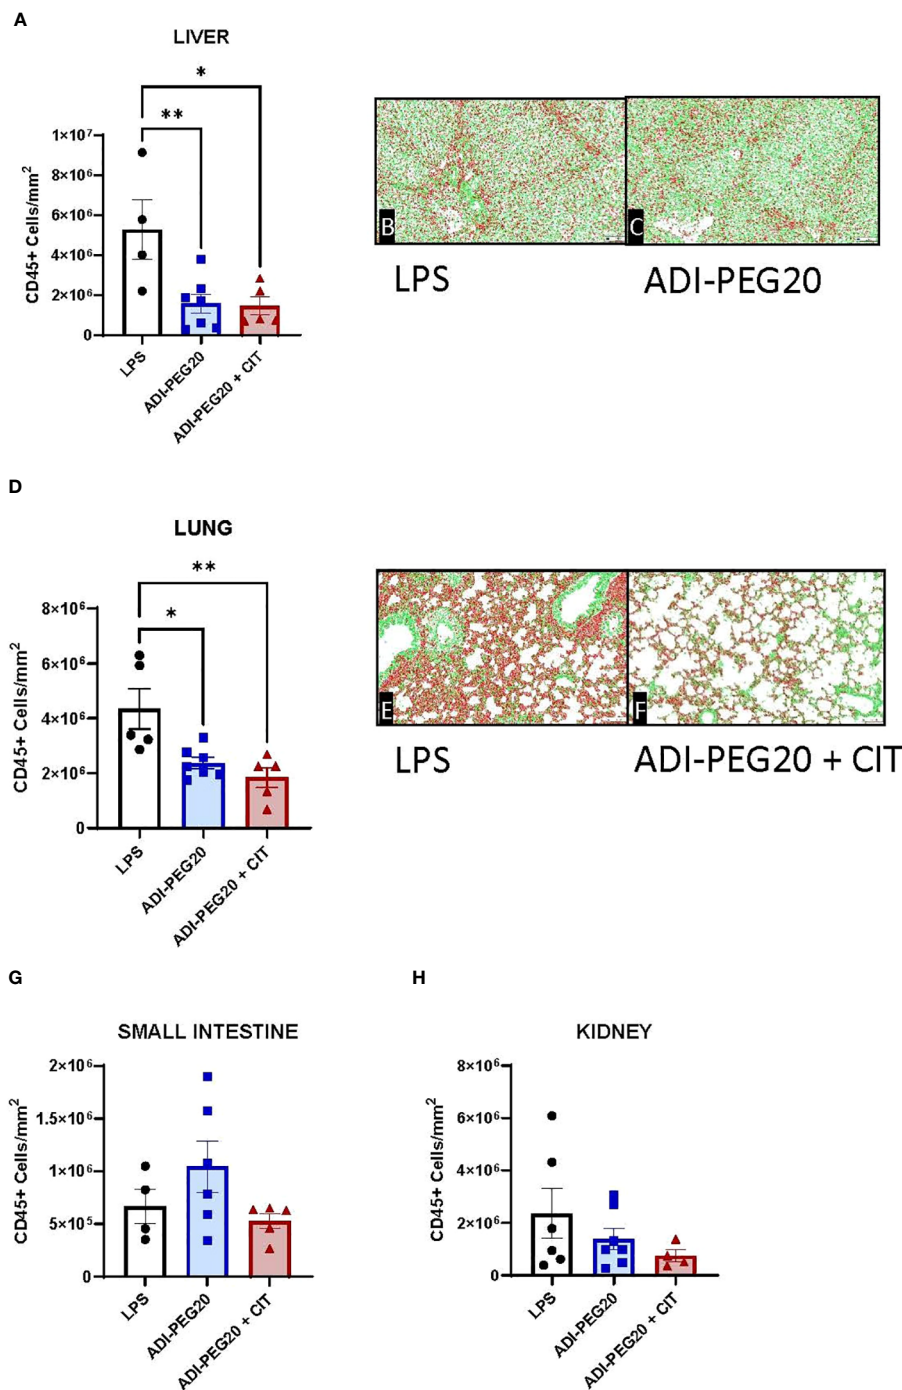 A
LIVER
*
**
1×10⁷
8×10⁶
6×10⁶
4×10⁶
2×10⁶
0
CD45+ Cells/mm²
LPS
ADI-PEG20
ADI-PEG20 + CIT
B
C
LPS
ADI-PEG20
D
LUNG
**
*
8×10⁶
6×10⁶
4×10⁶
2×10⁶
0
CD45+ Cells/mm²
LPS
ADI-PEG20
ADI-PEG20 + CIT
E
F
LPS
ADI-PEG20 + CIT
G
SMALL INTESTINE
2×10⁶
1.5×10⁶
1×10⁶
5×10⁵
0
CD45+ Cells/mm²
LPS
ADI-PEG20
ADI-PEG20 + CIT
H
KIDNEY
8×10⁶
6×10⁶
4×10⁶
2×10⁶
0
CD45+ Cells/mm²
LPS
ADI-PEG20
ADI-PEG20 + CIT